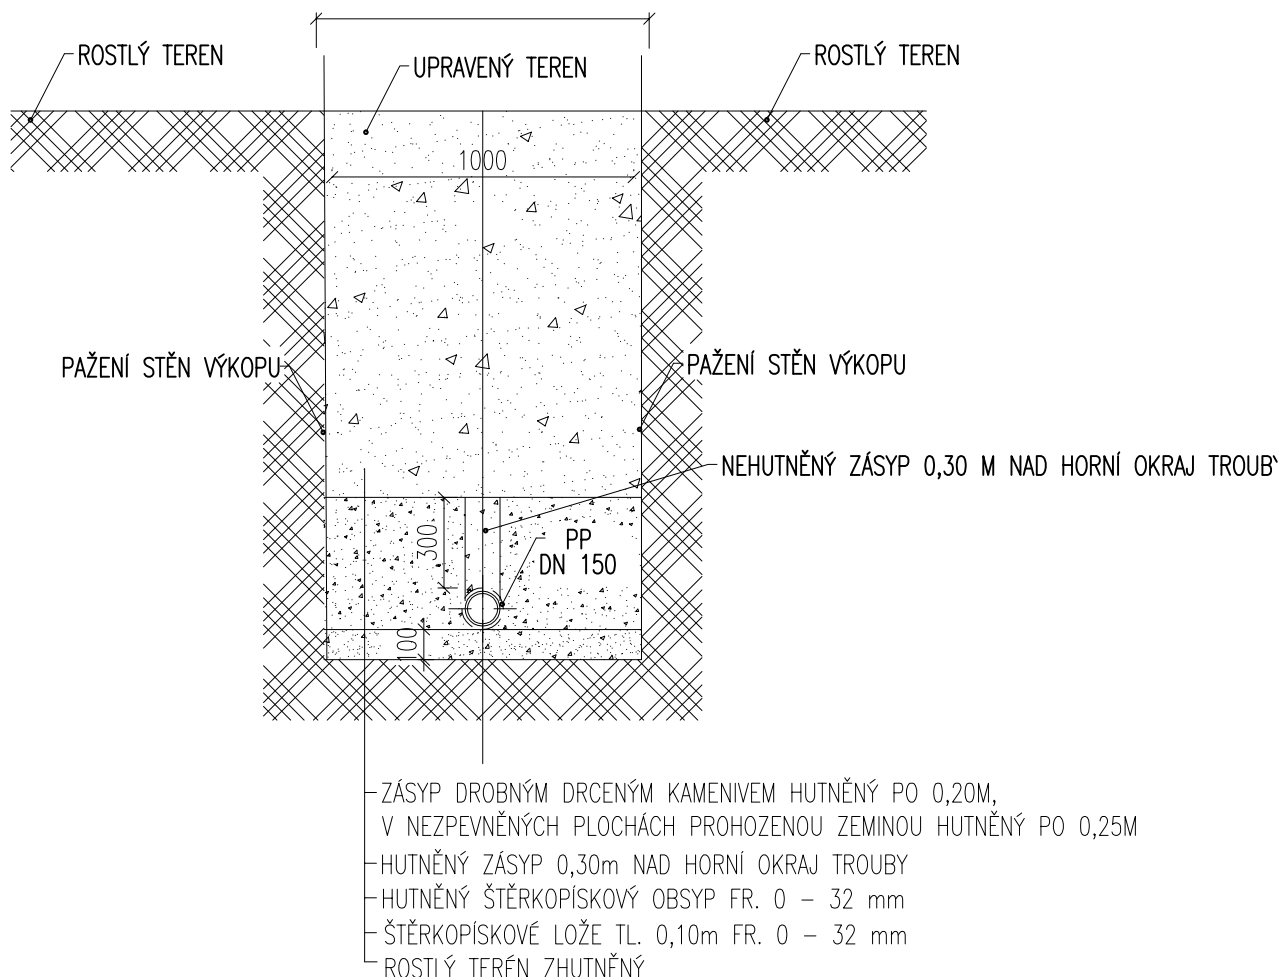 ROSTLÝ TEREN
UPRAVENÝ TEREN
ROSTLÝ TEREN
1000
PAŽENÍ STĚN VÝKOPU
PAŽENÍ STĚN VÝKOPU
NEHUTNĚNÝ ZÁSYP 0,30 M NAD HORNÍ OKRAJ TROUB
300
PP
DN 150
100
ZÁSYP DROBNÝM DRCENÝM KAMENIVEM HUTNĚNÝ PO 0,20M,
V NEZPEVNĚNÝCH PLOCHÁCH PROHOZENOU ZEMINOU HUTNĚNÝ PO 0,25M
HUTNĚNÝ ZÁSYP 0,30m NAD HORNÍ OKRAJ TROUBY
HUTNĚNÝ ŠTĚRKOPÍSKOVÝ OBSYP FR. 0 – 32 mm
ŠTĚRKOPÍSKOVÉ LOŽE TL. 0,10m FR. 0 – 32 mm
ROSTLÝ TERÉN ZHUTNĚNÝ